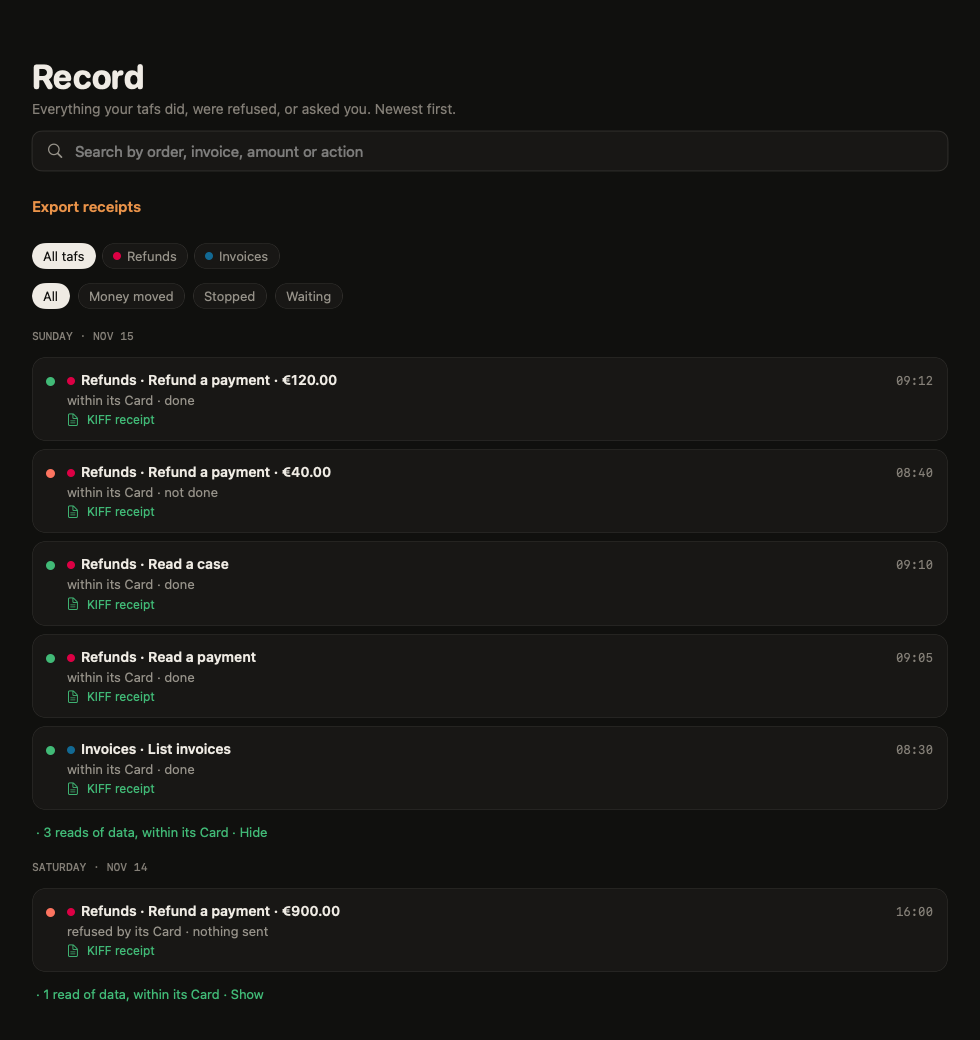 Record
Everything your tafs did, were refused, or asked you. Newest first.
Search by order, invoice, amount or action
Export receipts
All tafs Refunds Invoices
All Money moved Stopped Waiting
SUNDAY · NOV 15
Refunds · Refund a payment · €120.00 09:12
within its Card · done
KIFF receipt
Refunds · Refund a payment · €40.00 08:40
within its Card · not done
KIFF receipt
Refunds · Read a case 09:10
within its Card · done
KIFF receipt
Refunds · Read a payment 09:05
within its Card · done
KIFF receipt
Invoices · List invoices 08:30
within its Card · done
KIFF receipt
· 3 reads of data, within its Card · Hide
SATURDAY · NOV 14
Refunds · Refund a payment · €900.00 16:00
refused by its Card · nothing sent
KIFF receipt
· 1 read of data, within its Card · Show